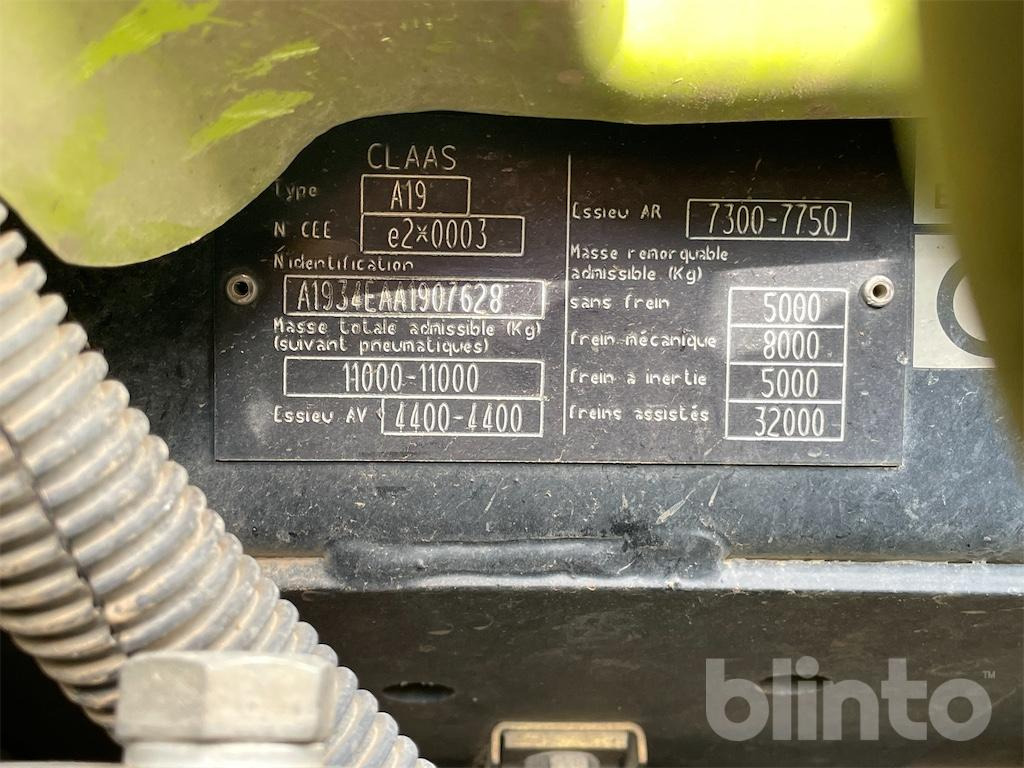 CLAAS
Type A19
N CEE e2*0003
N identification
A1934EAA1907628
Masse totale admissible (Kg)
(suivant pneumatiques)
11000-11000
Essieu AV 4400-4400
Essieu AR 7300-7750
Masse remorquable
admissible (Kg)
sans frein 5000
frein mécanique 8000
frein à inertie 5000
freins assistés 32000
blinto™